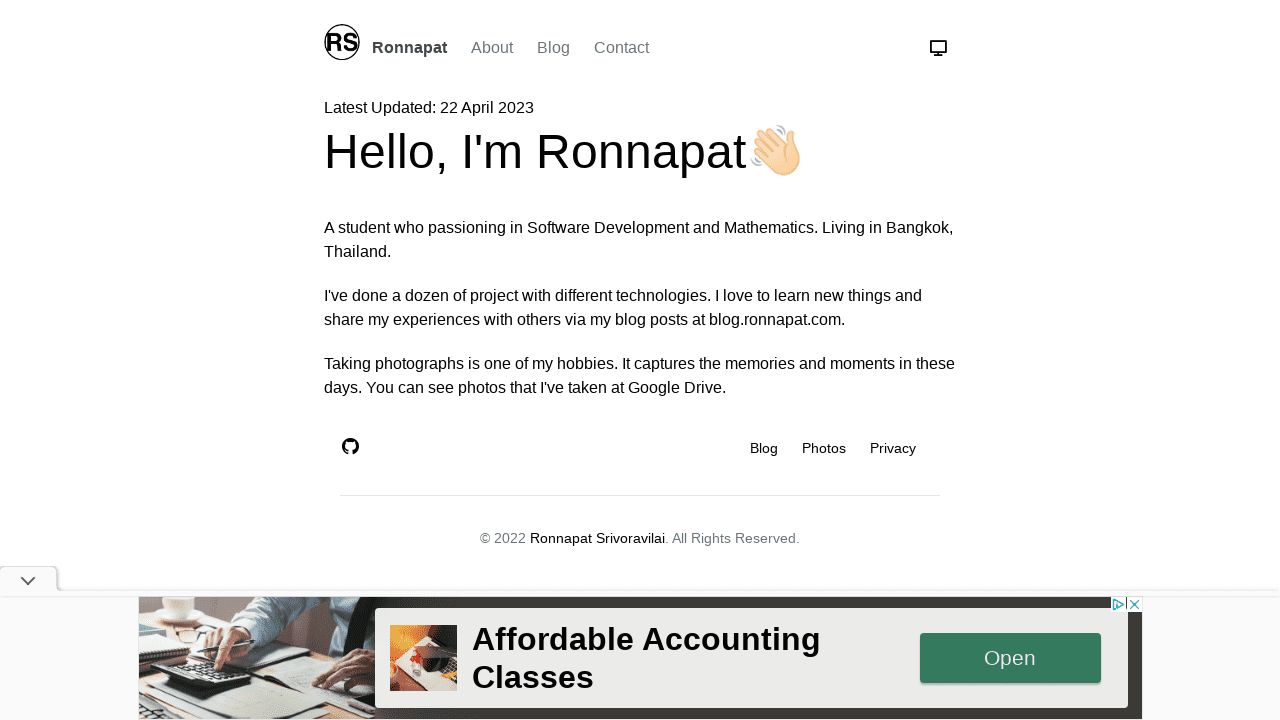 RS
Ronnapat About Blog Contact
Latest Updated: 22 April 2023
Hello, I'm Ronnapat👋🏻
A student who passioning in Software Development and Mathematics. Living in Bangkok,
Thailand.
I've done a dozen of project with different technologies. I love to learn new things and
share my experiences with others via my blog posts at blog.ronnapat.com.
Taking photographs is one of my hobbies. It captures the memories and moments in these
days. You can see photos that I've taken at Google Drive.
Blog Photos Privacy
© 2022 Ronnapat Srivoravilai. All Rights Reserved.
Affordable Accounting
Classes
Open